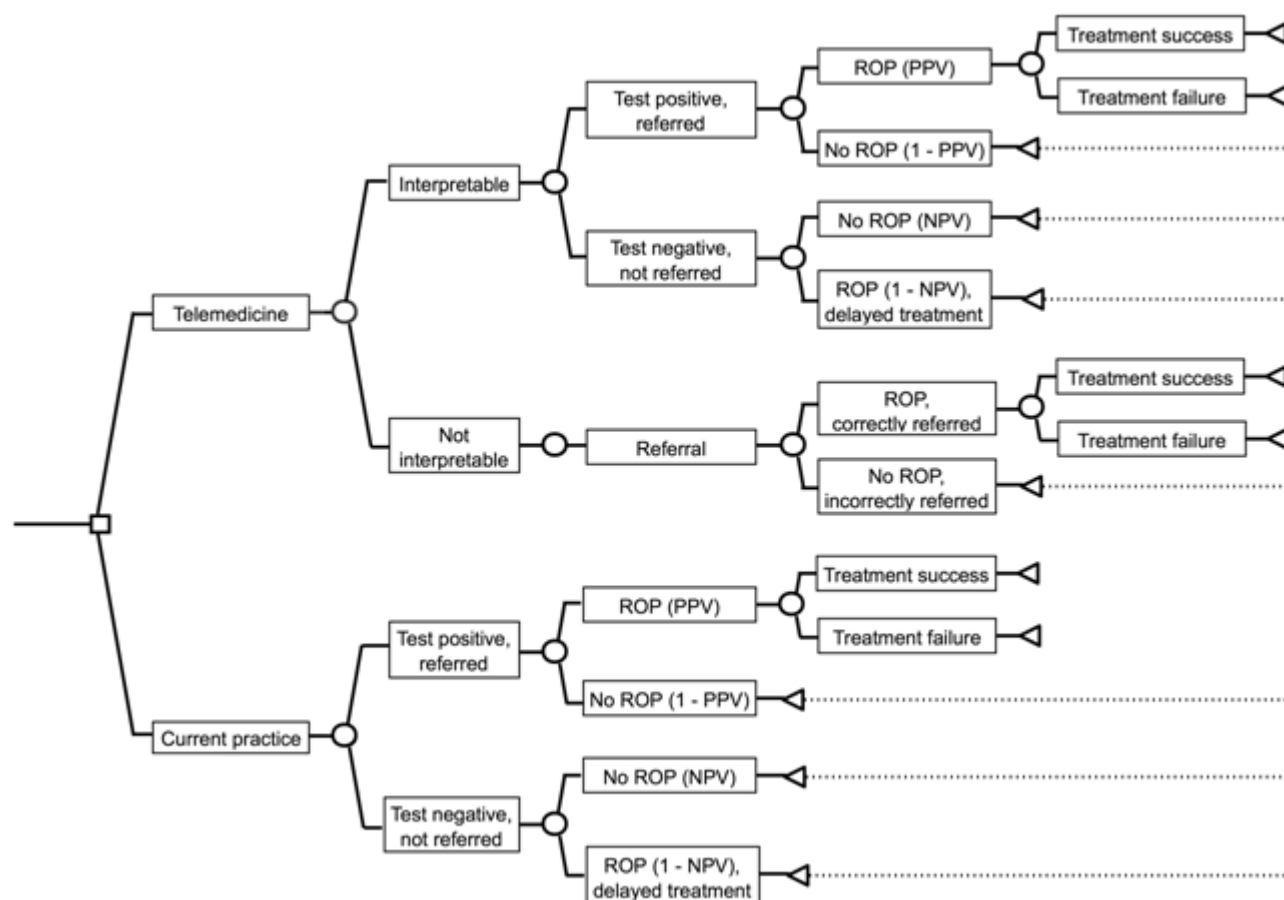 Treatment success
ROP (PPV)
Treatment failure
Test positive,
referred
No ROP (1 - PPV)
Interpretable
No ROP (NPV)
Test negative,
not referred
ROP (1 - NPV),
delayed treatment
Telemedicine
Treatment success
ROP,
correctly referred
Treatment failure
Not
interpretable
Referral
No ROP,
incorrectly referred
Treatment success
ROP (PPV)
Treatment failure
Test positive,
referred
No ROP (1 - PPV)
Current practice
No ROP (NPV)
Test negative,
not referred
ROP (1 - NPV),
delayed treatment